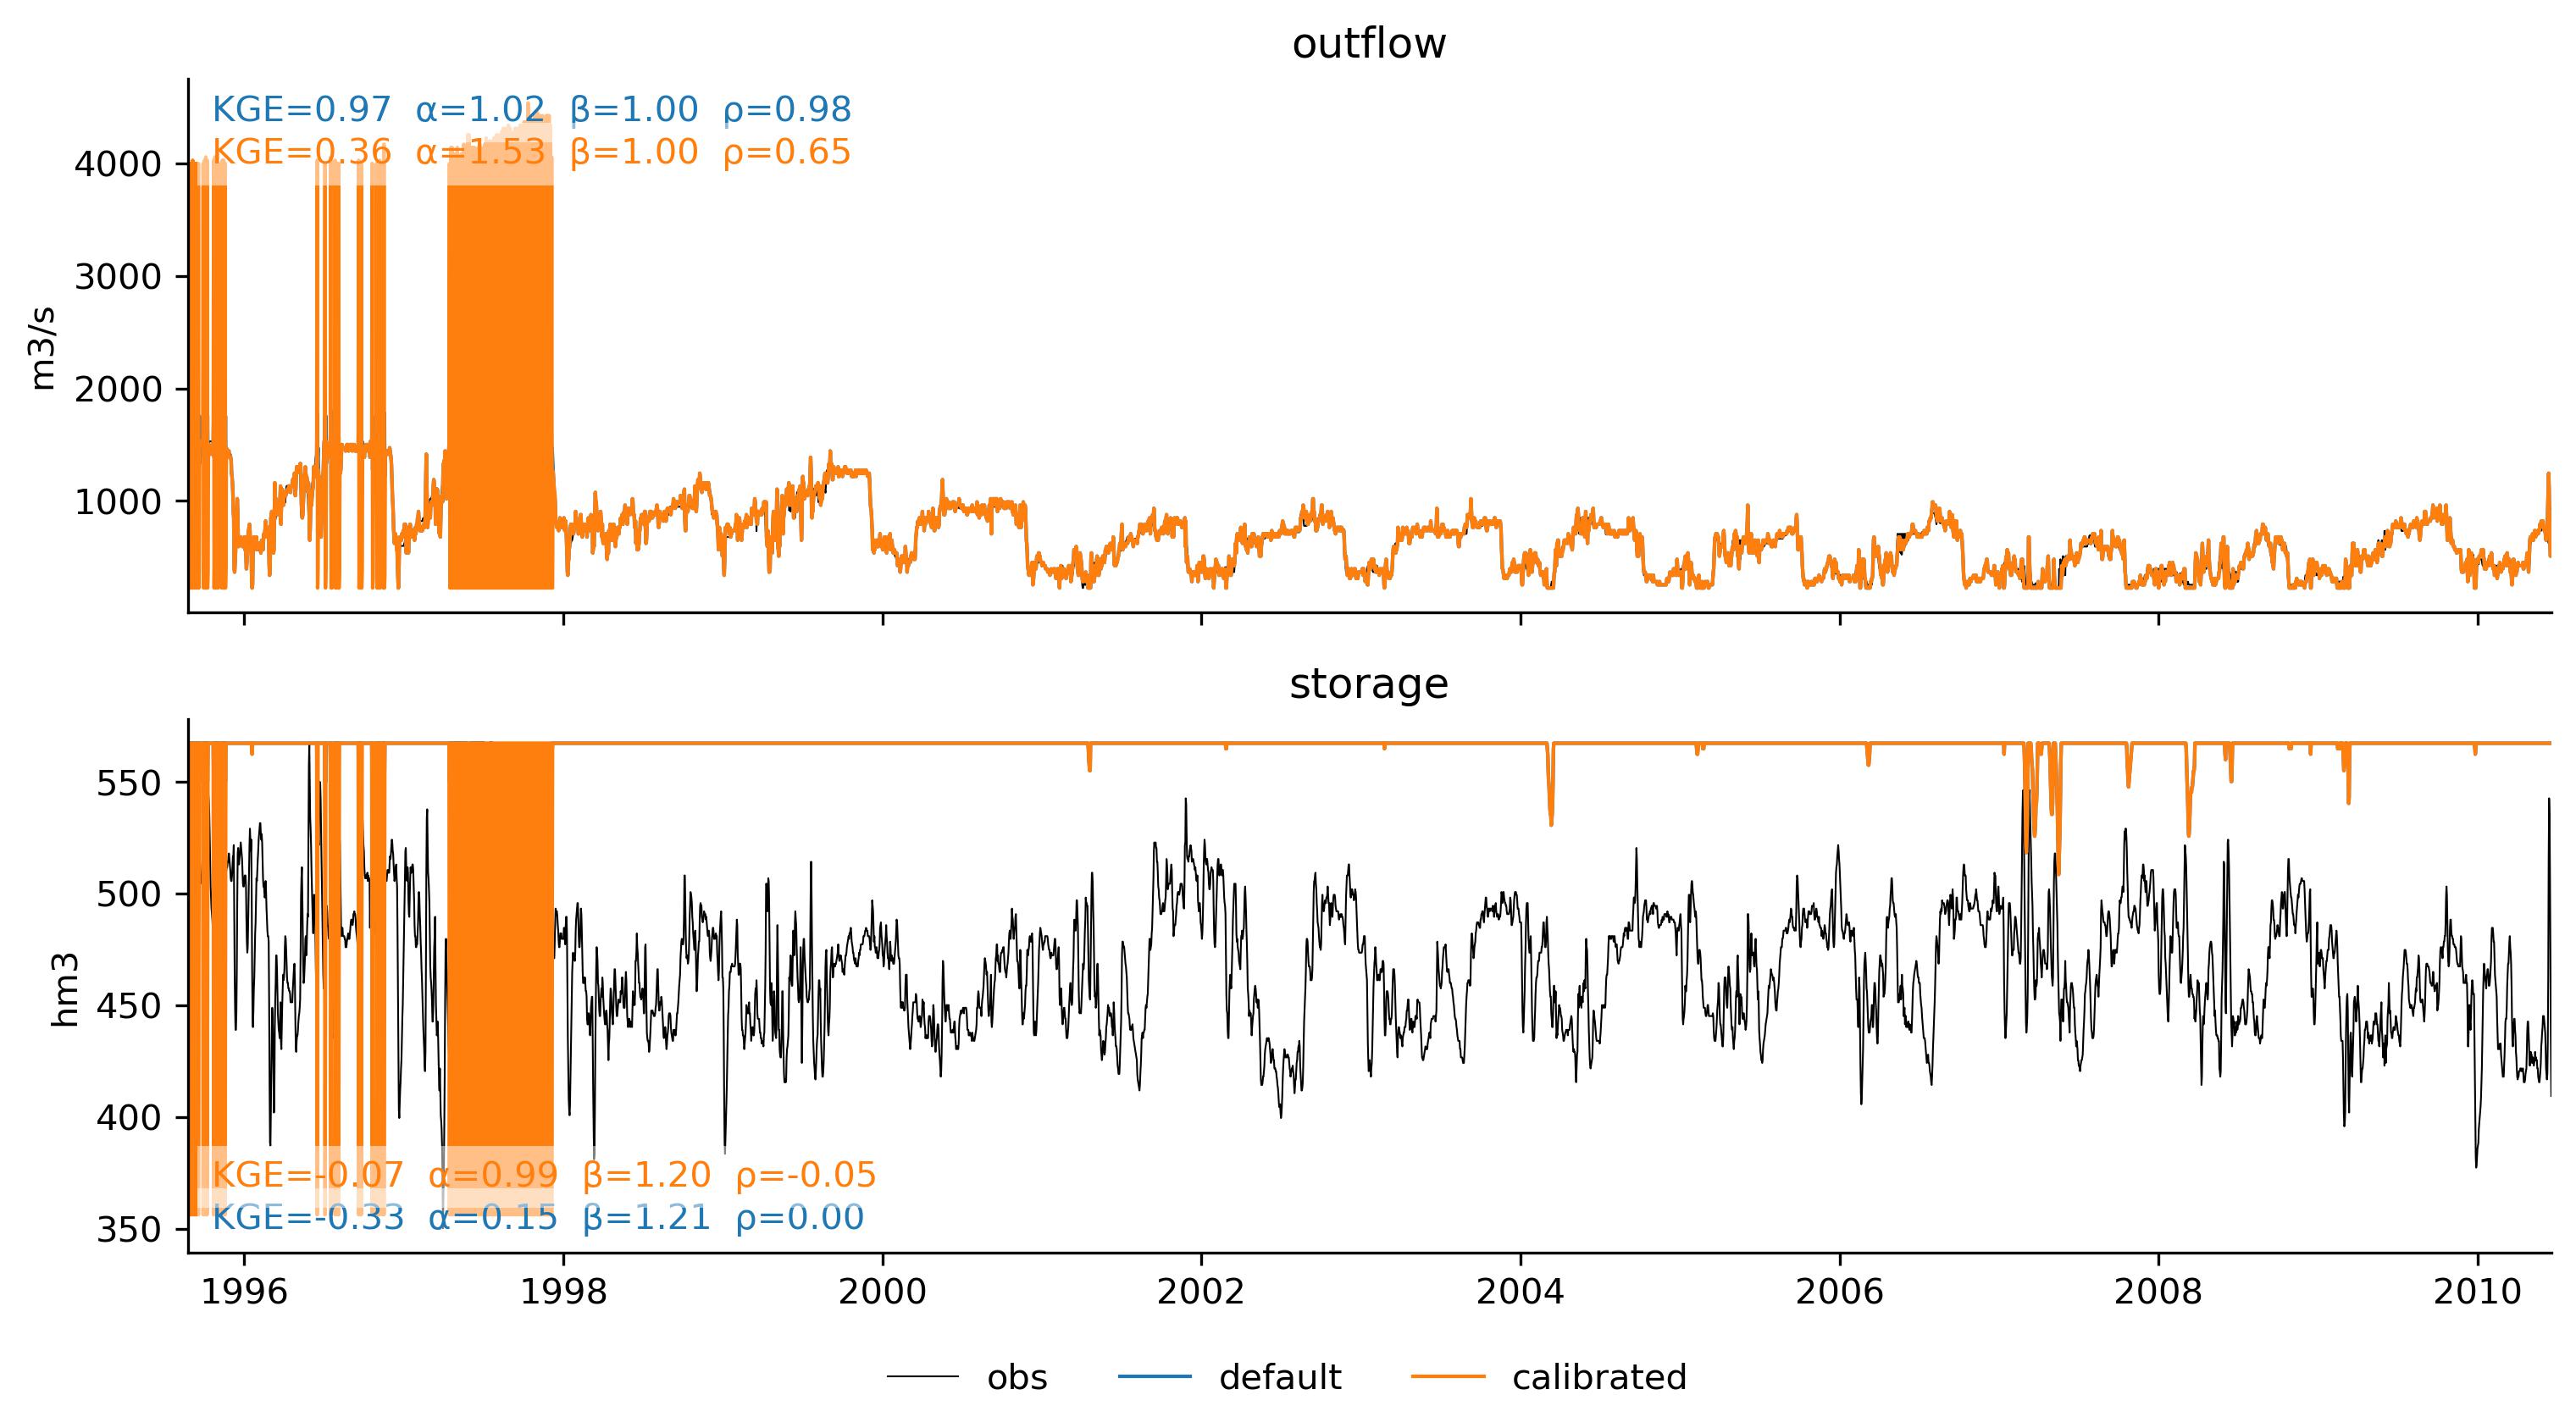 outflow
KGE=0.97 α=1.02 β=1.00 ρ=0.98
KGE=0.36 α=1.53 β=1.00 ρ=0.65
4000
3000
2000
1000
m3/s
storage
550
500
450
400
350
hm3
KGE=-0.07 α=0.99 β=1.20 ρ=-0.05
KGE=-0.33 α=0.15 β=1.21 ρ=0.00
1996 1998 2000 2002 2004 2006 2008 2010
obs default calibrated